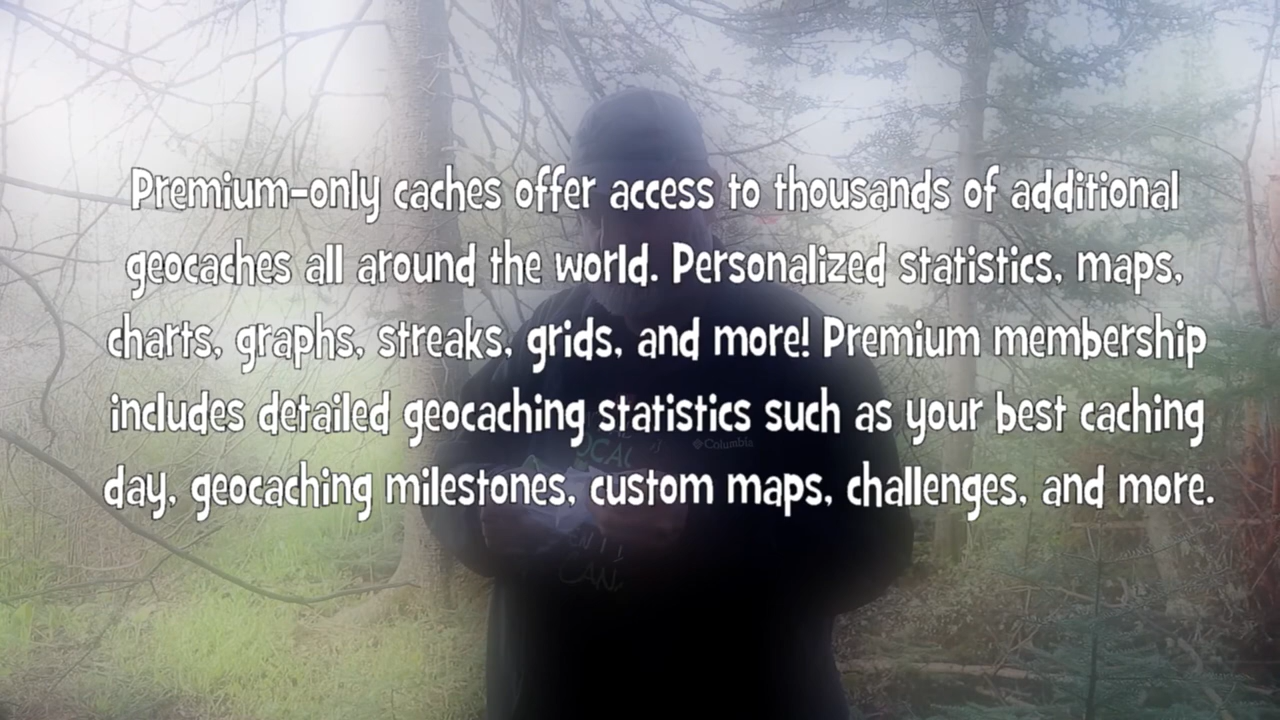 Premium-only caches offer access to thousands of additional
geocaches all around the world. Personalized statistics, maps,
charts, graphs, streaks, grids, and more! Premium membership
includes detailed geocaching statistics such as your best caching
day, geocaching milestones, custom maps, challenges, and more.
Columbia